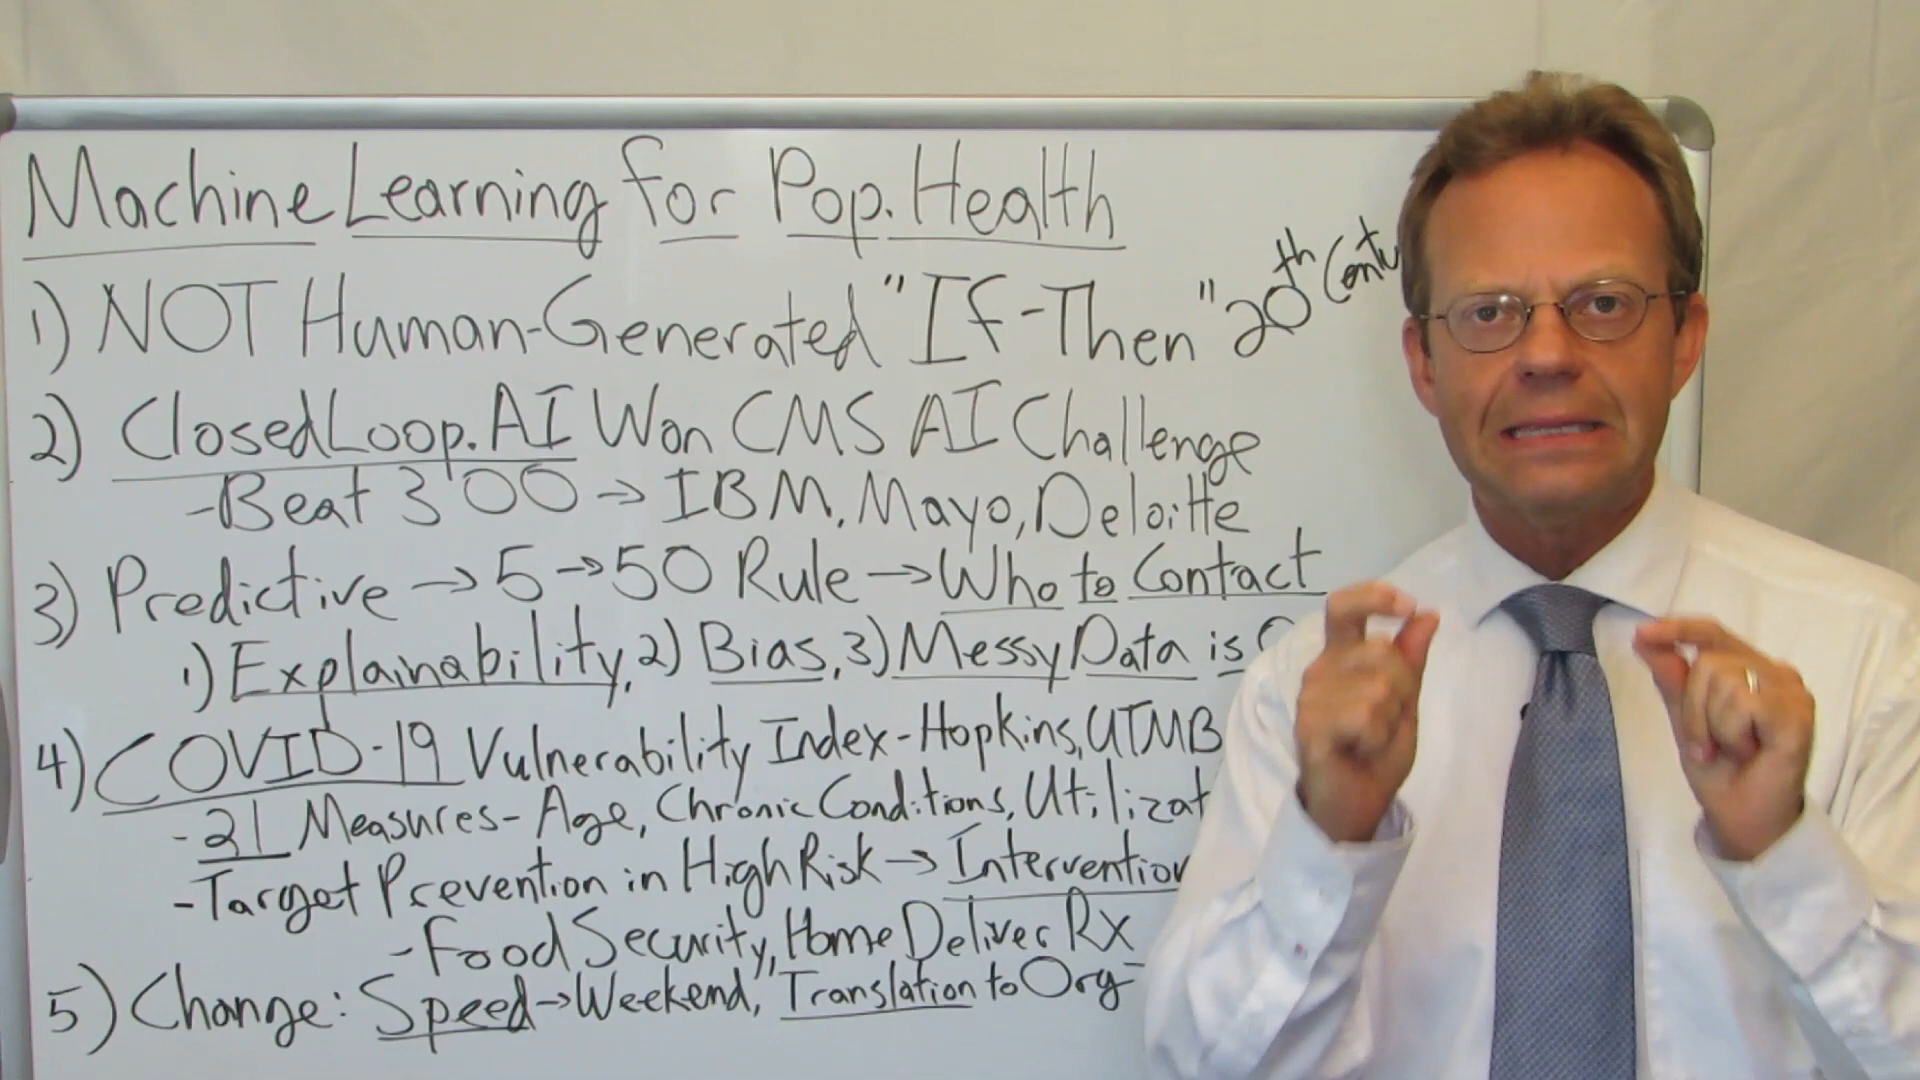 Machine Learning for Pop. Health
1) NOT Human-Generated "If-Then" 20th
2) ClosedLoop.AI Won CMS AI Challenge
-Beat 300 → IBM, Mayo, Deloitte
3) Predictive → 5 → 50 Rule → Who to Contact
1) Explainability, 2) Bias, 3) Messy Data is
4) COVID-19 Vulnerability Index - Hopkins, UTMB
-21 Measures - Age, Chronic Conditions,
-Target Prevention in High Risk → Intervention
-Food Security, Home Deliver Rx
5) Change: Speed → Weekend, "Translation to Org